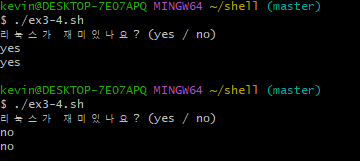 kevin@DESKTOP-7E07APQ MINGW64 ~/shell (master)
$ ./ex3-4.sh
리눅스가 재미있나요? (yes / no)
yes
yes
kevin@DESKTOP-7E07APQ MINGW64 ~/shell (master)
$ ./ex3-4.sh
리눅스가 재미있나요? (yes / no)
no
no